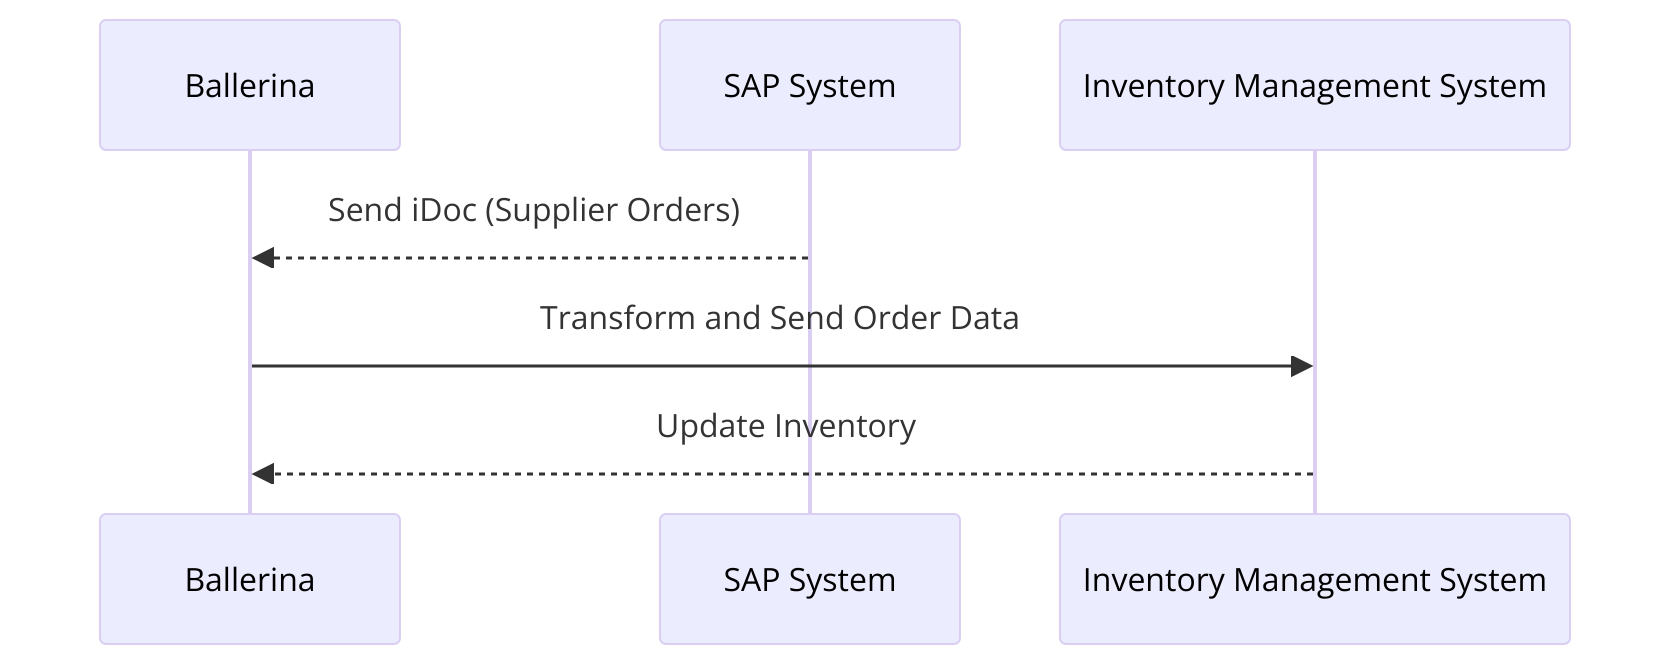 Ballerina
SAP System
Inventory Management System
Send iDoc (Supplier Orders)
Transform and Send Order Data
Update Inventory
Ballerina
SAP System
Inventory Management System